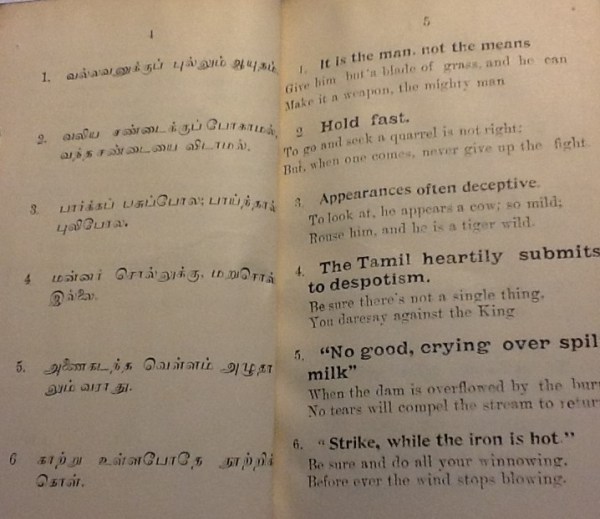 4
1. வல்லவனுக்குப் புல்லும் ஆயுதம்
2. வலிய சண்டைக்குப் போகாமல்,
வந்த சண்டையை விடாமல்.
3. பார்க்கப் பசுப்போல; பாய்ந்தால்
புலிபோல.
4 மன்னர் சொல்லுக்கு, மறுசொல்
இல்லை.
5. அணைகடந்த வெள்ளம் அழுதா
லும் வராது.
6 காற்று உள்ளபோதே தூற்றிக்
கொள்.
5
1. It is the man, not the means
Give him but a blade of grass, and he can
Make it a weapon, the mighty man
2 Hold fast.
To go and seek a quarrel is not right;
But, when one comes, never give up the fight.
3. Appearances often deceptive.
To look at, he appears a cow; so mild;
Rouse him, and he is a tiger wild.
4. The Tamil heartily submits
to despotism.
Be sure there's not a single thing,
You daresay against the King
5. "No good, crying over spil
milk"
When the dam is overflowed by the bur
No tears will compel the stream to retur
6. "Strike, while the iron is hot."
Be sure and do all your winnowing,
Before ever the wind stops blowing.